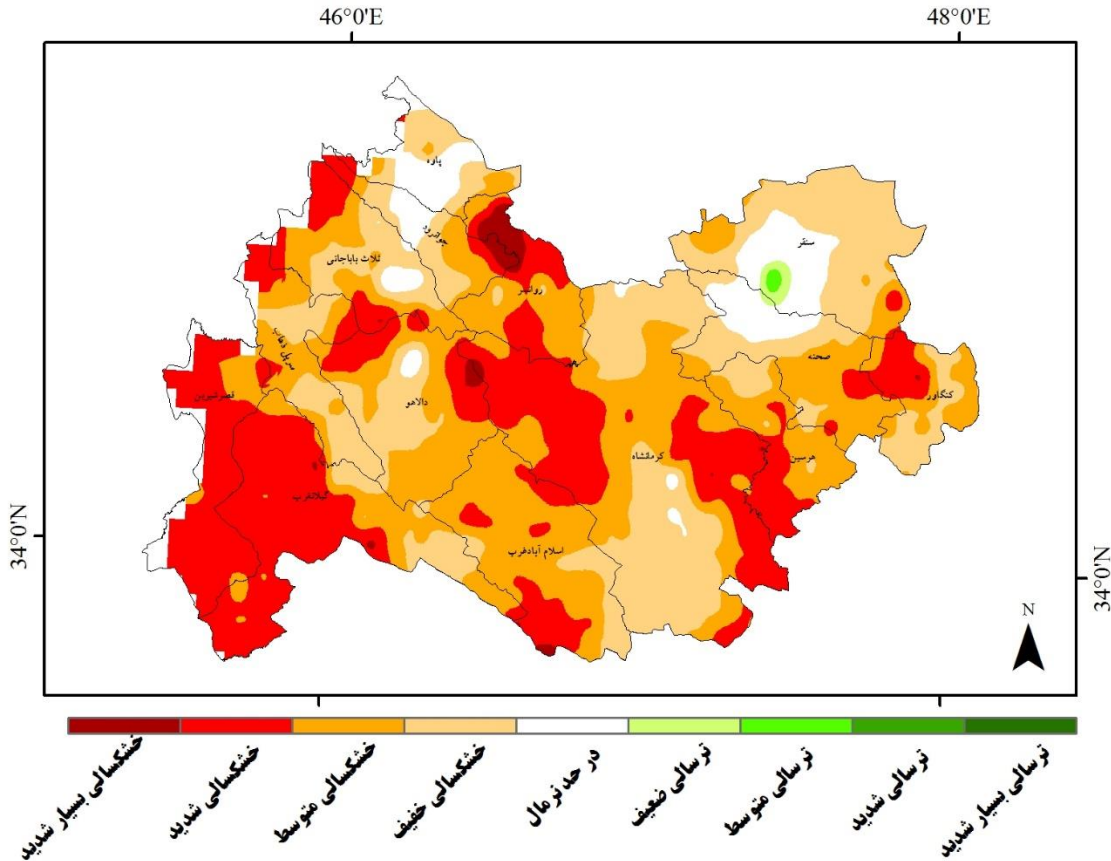 46°0'E
48°0'E
پاوه
سنقر
جوانرود
ثلاث باباجانی
روانسر
سرپل ذهاب
صحنه
قصرشیرین
دالاهو
کنگاور
کرمانشاه
هرسین
گیلانغرب
اسلام آبادغرب
34°0'N
34°0'N
N
خشکسالی بسیار شدید
خشکسالی شدید
خشکسالی متوسط
خشکسالی خفیف
در حد نرمال
ترسالی ضعیف
ترسالی متوسط
ترسالی شدید
ترسالی بسیار شدید